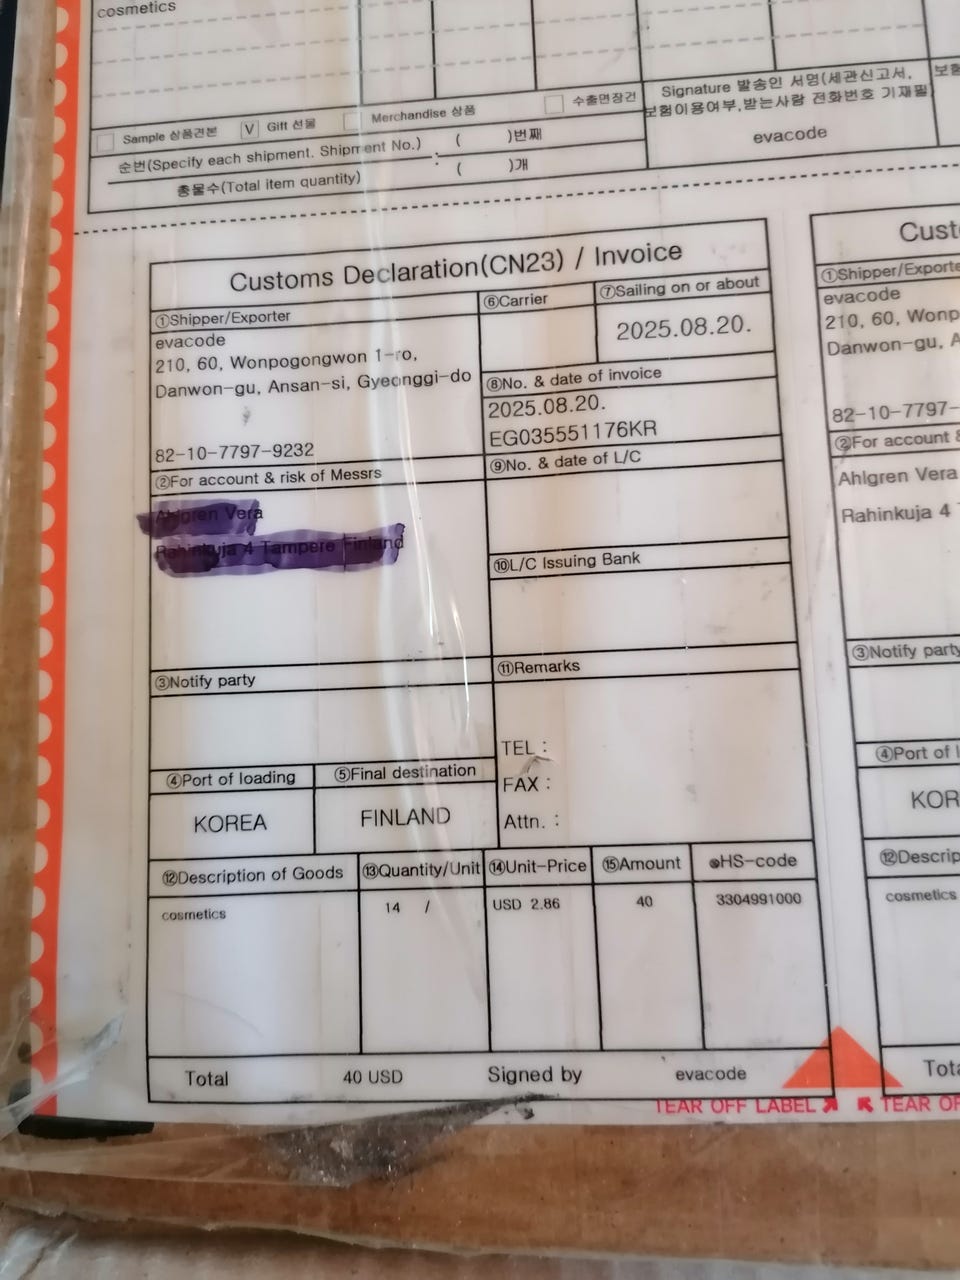 cosmetics
Sample 상품견본 V Gift 선물 Merchandise 상품 수출면장건
순번(Specify each shipment. Shipment No.) : ( )번째
총물수(Total item quantity) ( )개
Signature 발송인 서명(세관신고서,
보험이용여부,받는사람 전화번호 기재필
evacode
보험
Customs Declaration(CN23) / Invoice
①Shipper/Exporter
evacode
210, 60, Wonpogongwon 1-ro,
Danwon-gu, Ansan-si, Gyeonggi-do
82-10-7797-9232
②For account & risk of Messrs
Ahlgren Vera
Rahinkuja 4 Tampere Finland
③Notify party
④Port of loading
KOREA
⑤Final destination
FINLAND
⑥Carrier
⑦Sailing on or about
2025.08.20.
⑧No. & date of invoice
2025.08.20.
EG035551176KR
⑨No. & date of L/C
⑩L/C Issuing Bank
⑪Remarks
TEL :
FAX :
Attn. :
⑫Description of Goods ⑬Quantity/Unit ⑭Unit-Price ⑮Amount HS-code
cosmetics 14 / USD 2.86 40 3304991000
Total 40 USD Signed by evacode
TEAR OFF LABEL
Cust
①Shipper/Exporte
evacode
210, 60, Wonp
Danwon-gu, A
82-10-7797-
②For account &
Ahlgren Vera
Rahinkuja 4
③Notify party
④Port of l
KOR
⑫Descrip
cosmetics
Tota
TEAR OF